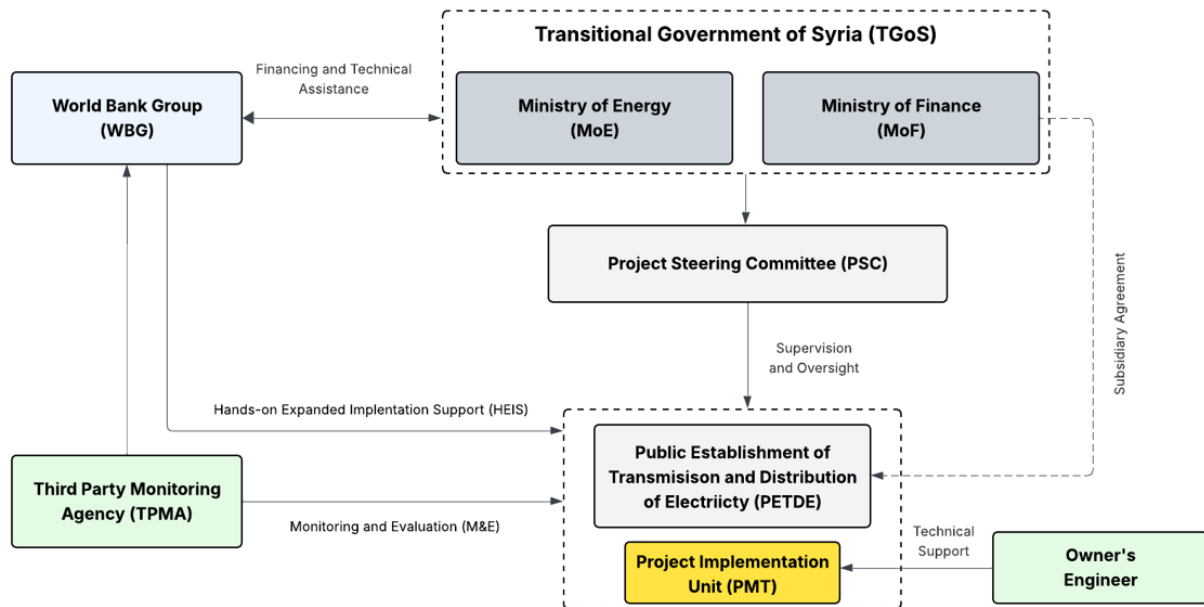 Transitional Government of Syria (TGoS)
Financing and Technical
Assistance
World Bank Group
(WBG)
Ministry of Energy
(MoE)
Ministry of Finance
(MoF)
Project Steering Committee (PSC)
Subsidiary Agreement
Supervision
and Oversight
Hands-on Expanded Implentation Support (HEIS)
Public Establishment of
Transmisison and Distribution
of Electriicty (PETDE)
Third Party Monitoring
Agency (TPMA)
Monitoring and Evaluation (M&E)
Technical
Support
Project Implementation
Unit (PMT)
Owner's
Engineer